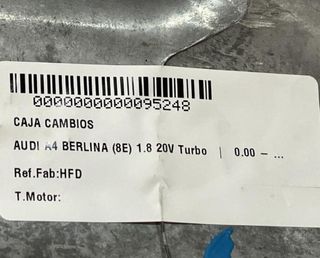 0000000000095248
CAJA CAMBIOS
AUDI A4 BERLINA (8E) 1.8 20V Turbo | 0.00 – ...
Ref.Fab:HFD
T.Motor: